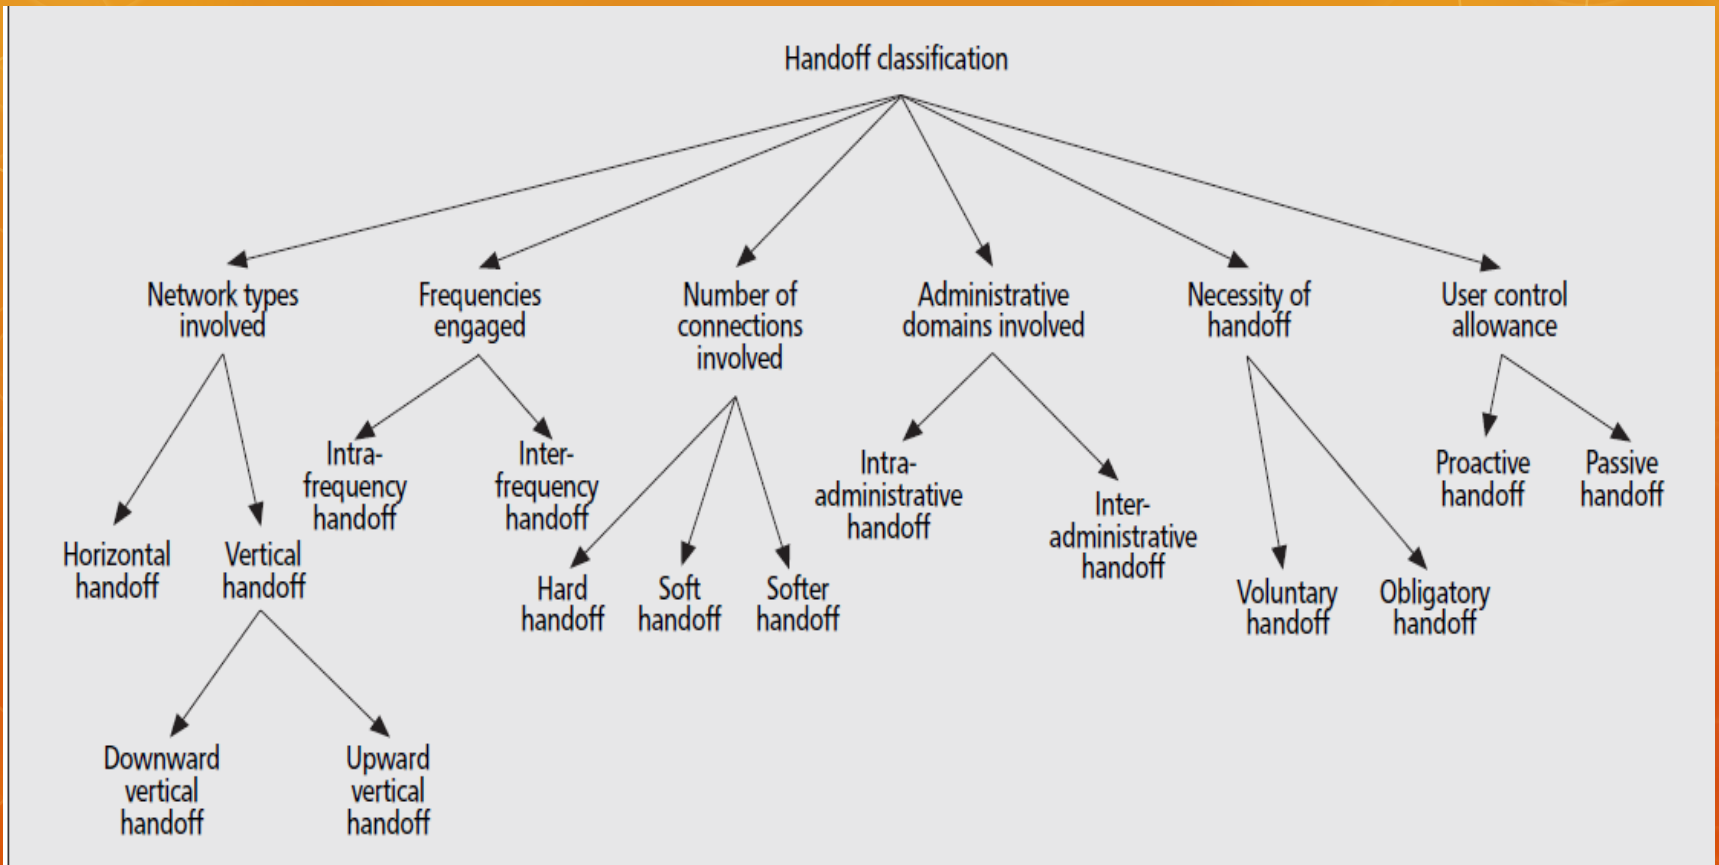 Handoff classification
Network types
involved
Frequencies
engaged
Number of
connections
involved
Administrative
domains involved
Necessity of
handoff
User control
allowance
Horizontal
handoff
Vertical
handoff
Intra-
frequency
handoff
Inter-
frequency
handoff
Hard
handoff
Soft
handoff
Softer
handoff
Intra-
administrative
handoff
Inter-
administrative
handoff
Voluntary
handoff
Obligatory
handoff
Proactive
handoff
Passive
handoff
Downward
vertical
handoff
Upward
vertical
handoff